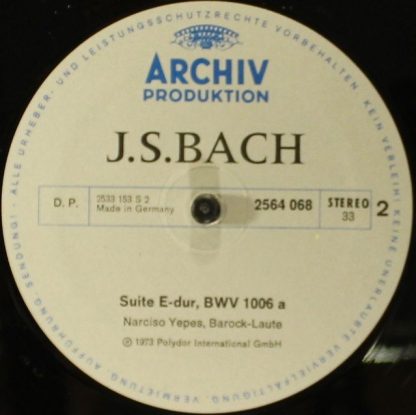 ALLE URHEBER- UND LEISTUNGSSCHUTZRECHTE VORBEHALTEN · KEIN VERLEIH! KEINE UNERLAUBTE VERVIELFÄLTIGUNG, VERMIETUNG, AUFFÜHRUNG, SENDUNG!
ARCHIV
PRODUKTION
J.S.BACH
D. P.
2533 153 S 2
Made in Germany
2564 068
STEREO
33
2
Suite E-dur, BWV 1006 a
Narciso Yepes, Barock-Laute
Ⓟ 1973 Polydor International GmbH